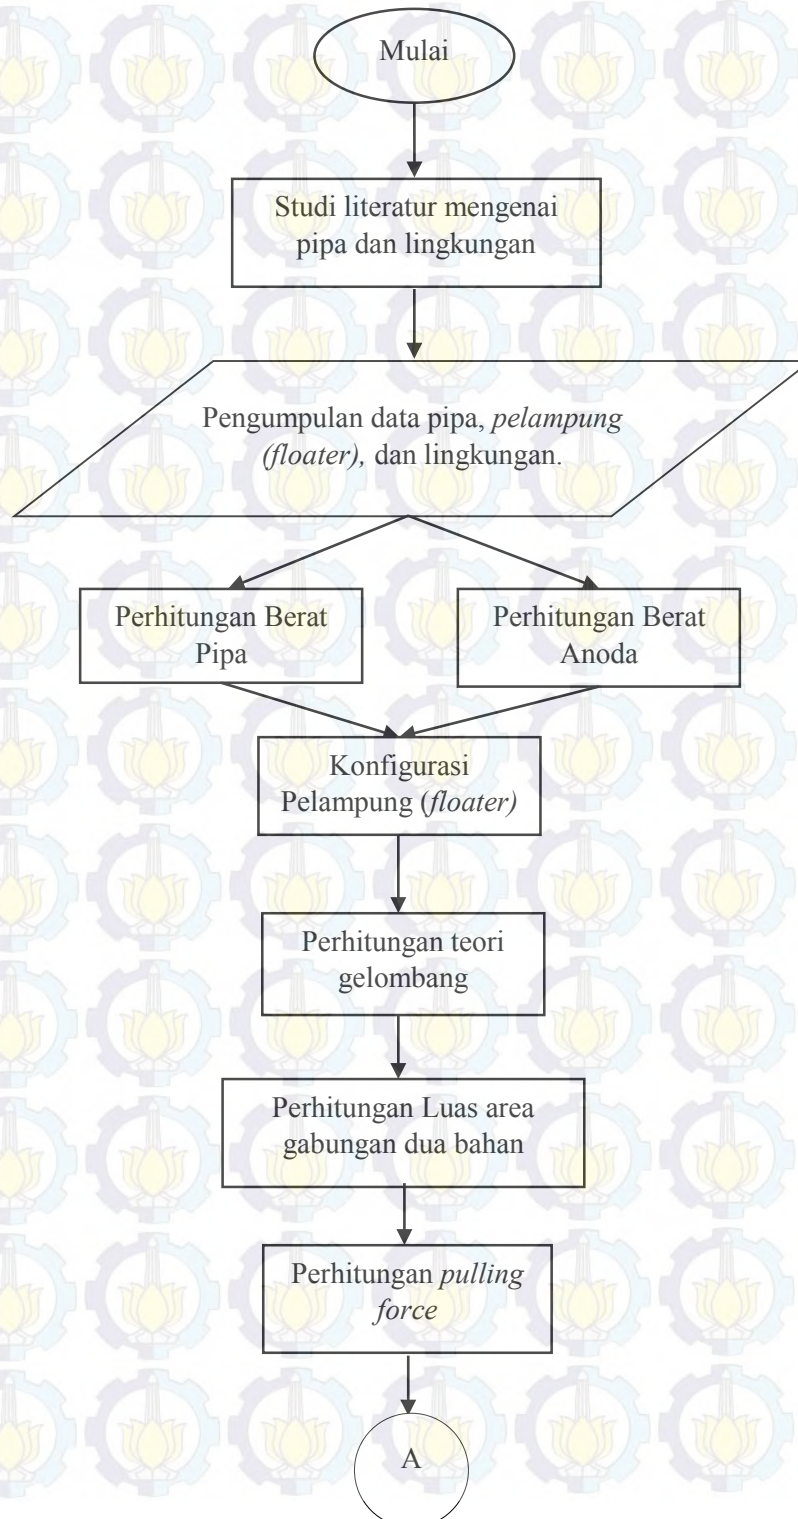 Mulai
Studi literatur mengenai
pipa dan lingkungan
Pengumpulan data pipa, pelampung
(floater), dan lingkungan.
Perhitungan Berat
Pipa
Perhitungan Berat
Anoda
Konfigurasi
Pelampung (floater)
Perhitungan teori
gelombang
Perhitungan Luas area
gabungan dua bahan
Perhitungan pulling
force
A